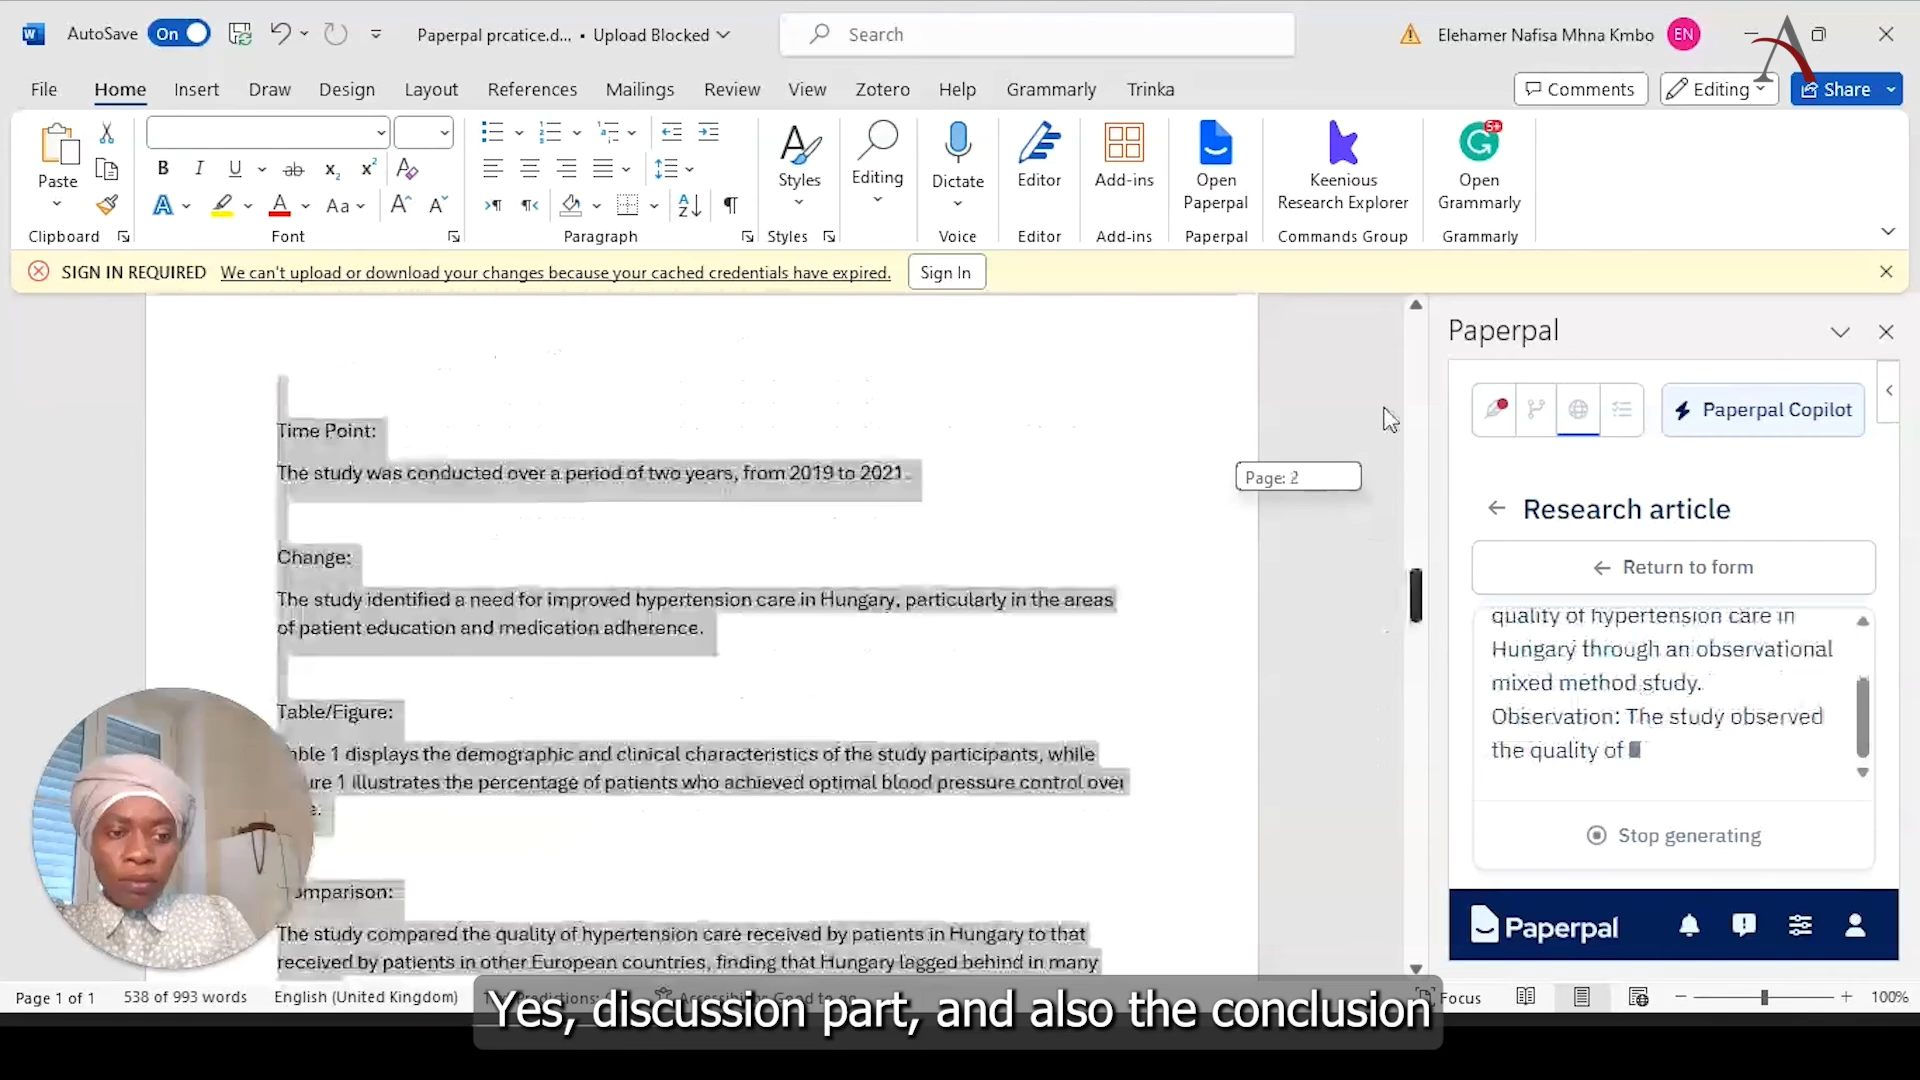 AutoSave On Paperpal prcatice.d... • Upload Blocked Search Elehamer Nafisa Mhna Kmbo EN
File Home Insert Draw Design Layout References Mailings Review View Zotero Help Grammarly Trinka Comments Editing Share
Paste
B I U ab x₂ x² A
A A Aa A A
Styles
Editing
Dictate
Editor
Add-ins
Open Paperpal
Keenious Research Explorer
Open Grammarly
Clipboard Font Paragraph Styles Voice Editor Add-ins Paperpal Commands Group Grammarly
SIGN IN REQUIRED We can't upload or download your changes because your cached credentials have expired. Sign In
Time Point:
The study was conducted over a period of two years, from 2019 to 2021.
Change:
The study identified a need for improved hypertension care in Hungary, particularly in the areas
of patient education and medication adherence.
Table/Figure:
able 1 displays the demographic and clinical characteristics of the study participants, while
ure 1 illustrates the percentage of patients who achieved optimal blood pressure control over
e.
omparison:
The study compared the quality of hypertension care received by patients in Hungary to that
received by patients in other European countries, finding that Hungary lagged behind in many
Page: 2
Paperpal
Paperpal Copilot
Research article
Return to form
quality of hypertension care in
Hungary through an observational
mixed method study.
Observation: The study observed
the quality of
Stop generating
Paperpal
Page 1 of 1 538 of 993 words English (United Kingdom) Focus 100%
Yes, discussion part, and also the conclusion